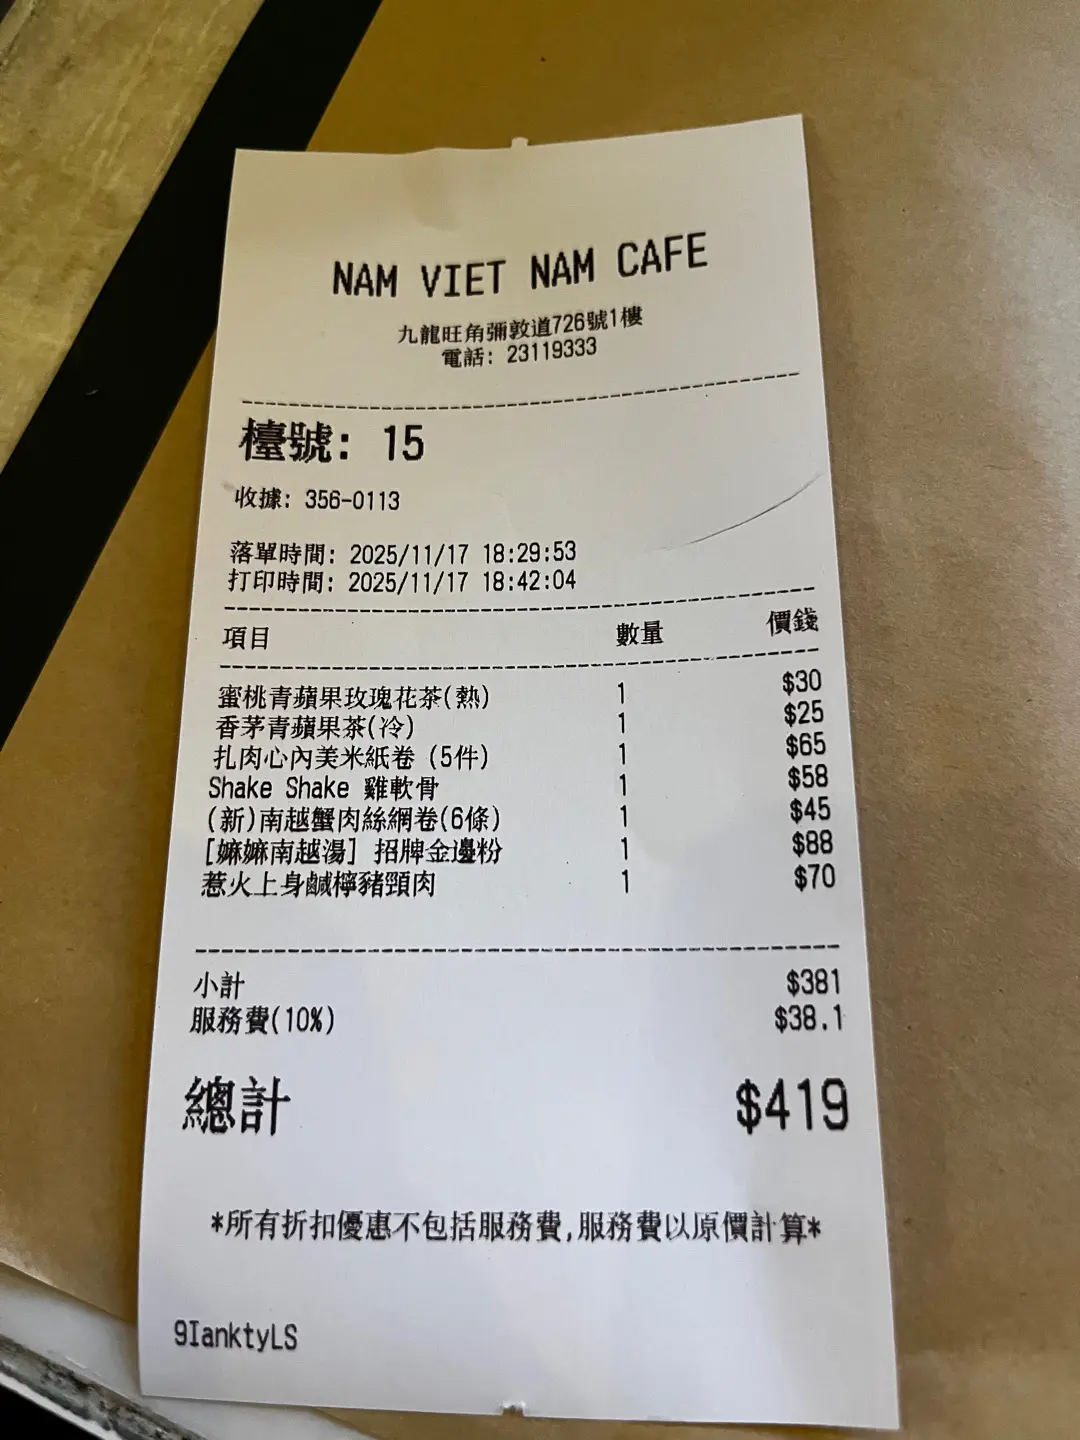 NAM VIET NAM CAFE
九龍旺角彌敦道726號1樓
電話: 23119333
檯號: 15
收據: 356-0113
落單時間: 2025/11/17 18:29:53
打印時間: 2025/11/17 18:42:04
項目 數量 價錢
蜜桃青蘋果玫瑰花茶(熱) 1 $30
香茅青蘋果茶(冷) 1 $25
扎肉心內美米紙卷 (5件) 1 $65
Shake Shake 雞軟骨 1 $58
(新)南越蟹肉絲網卷(6條) 1 $45
[嫲嫲南越湯] 招牌金邊粉 1 $88
惹火上身鹹檸豬頸肉 1 $70
小計 $381
服務費(10%) $38.1
總計 $419
*所有折扣優惠不包括服務費,服務費以原價計算*
9IanktyLS